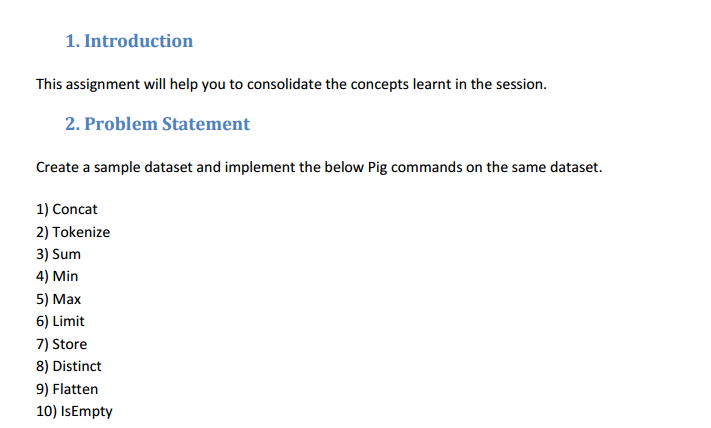 1. Introduction
This assignment will help you to consolidate the concepts learnt in the session.
2. Problem Statement
Create a sample dataset and implement the below Pig commands on the same dataset.
1) Concat
2) Tokenize
3) Sum
4) Min
5) Max
6) Limit
7) Store
8) Distinct
9) Flatten
10) IsEmpty